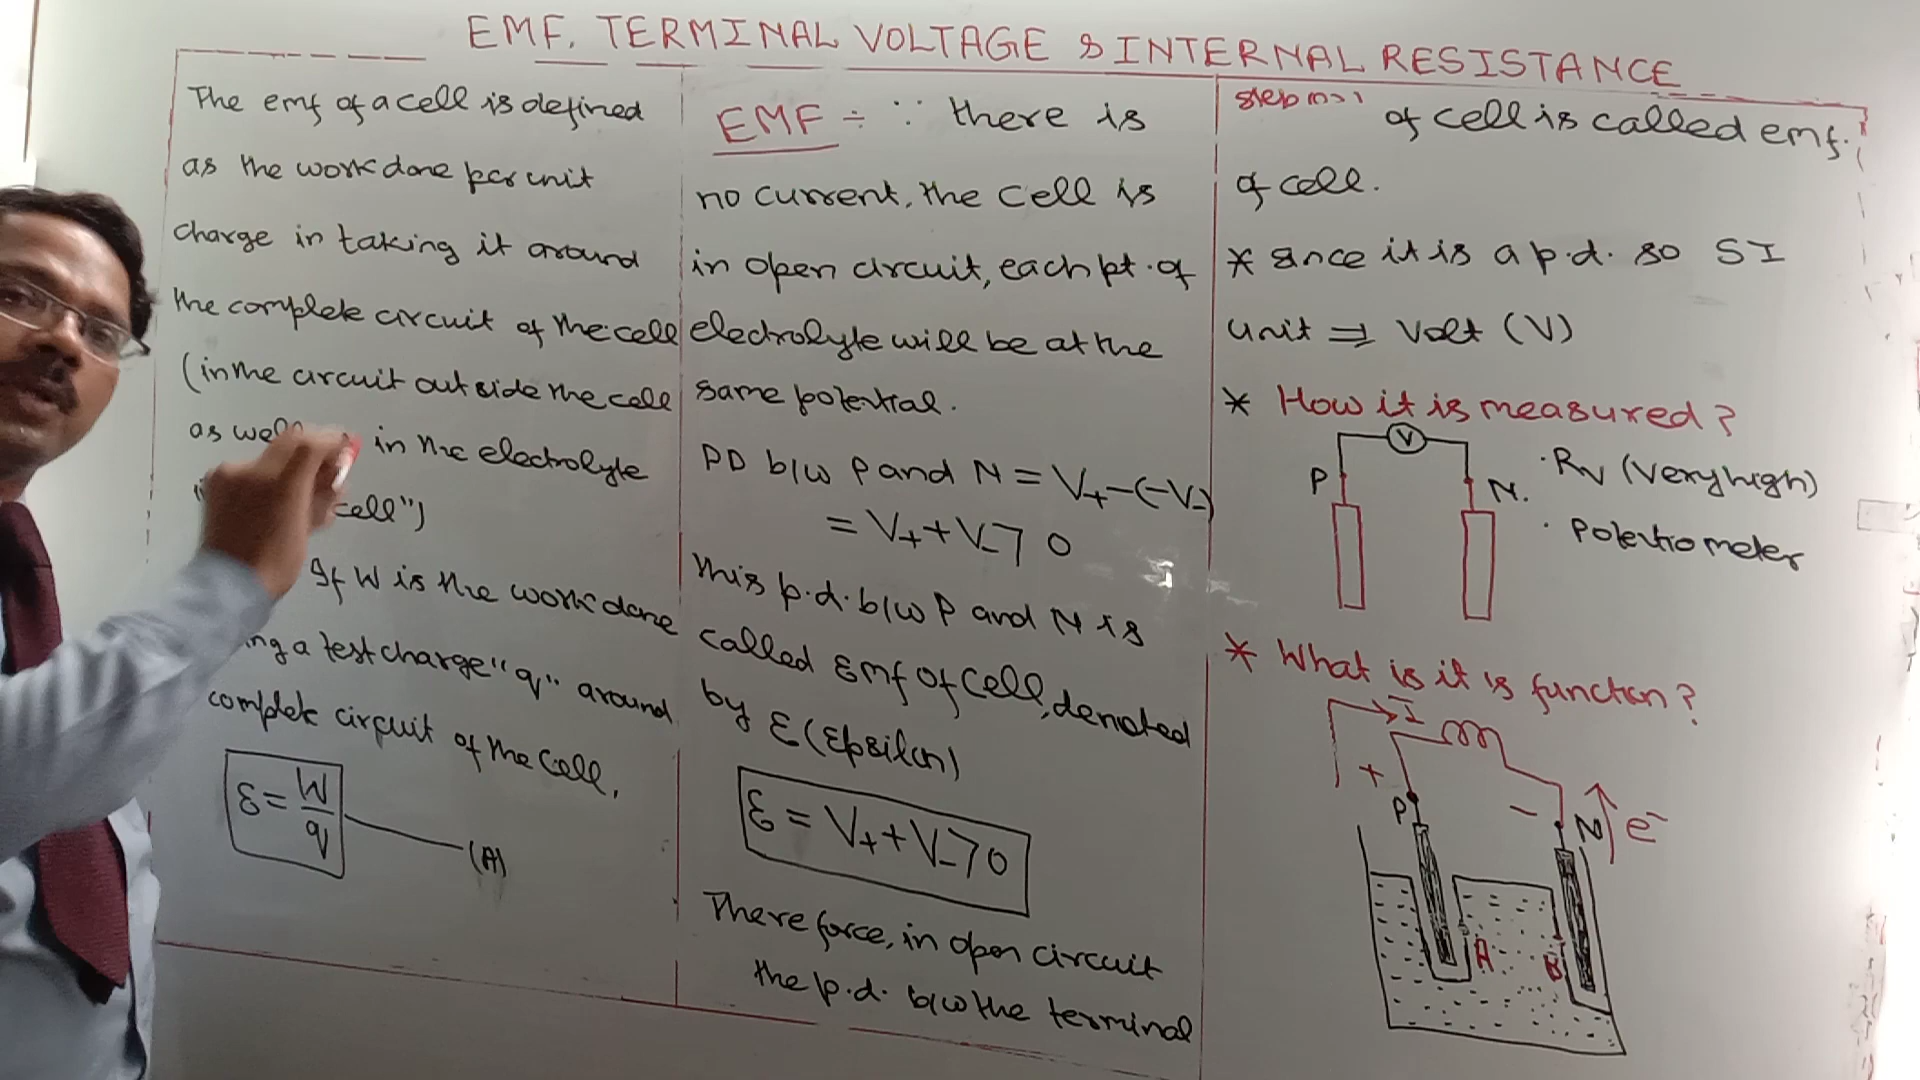 EMF, TERMINAL VOLTAGE & INTERNAL RESISTANCE
The emf of a cell is defined
as the work done per unit
charge in taking it around
the complete circuit of the cell
(in the circuit outside the cell
as well in the electrolyte
cell")
If W is the work done
ing a test charge "q" around
complete circuit of the cell,
ε = W/q
(A)
EMF ÷ ∵ there is
no current, the cell is
in open circuit, each pt. of
electrolyte will be at the
same potential.
PD b/w P and N = V+ - (-V-)
= V+ + V- > 0
This p.d. b/w P and N is
called Emf of cell, denoted
by ε (Epsilon)
ε = V+ + V- > 0
There force, in open circuit
the p.d. b/w the terminal
of cell is called emf.
of cell.
* since it is a p.d. so SI
unit ⇒ Volt (V)
* How it is measured?
V
P
N.
· Rv (very high)
· Potentiometer
* What is it is function?
I
+
-
P
N
e-
A
B